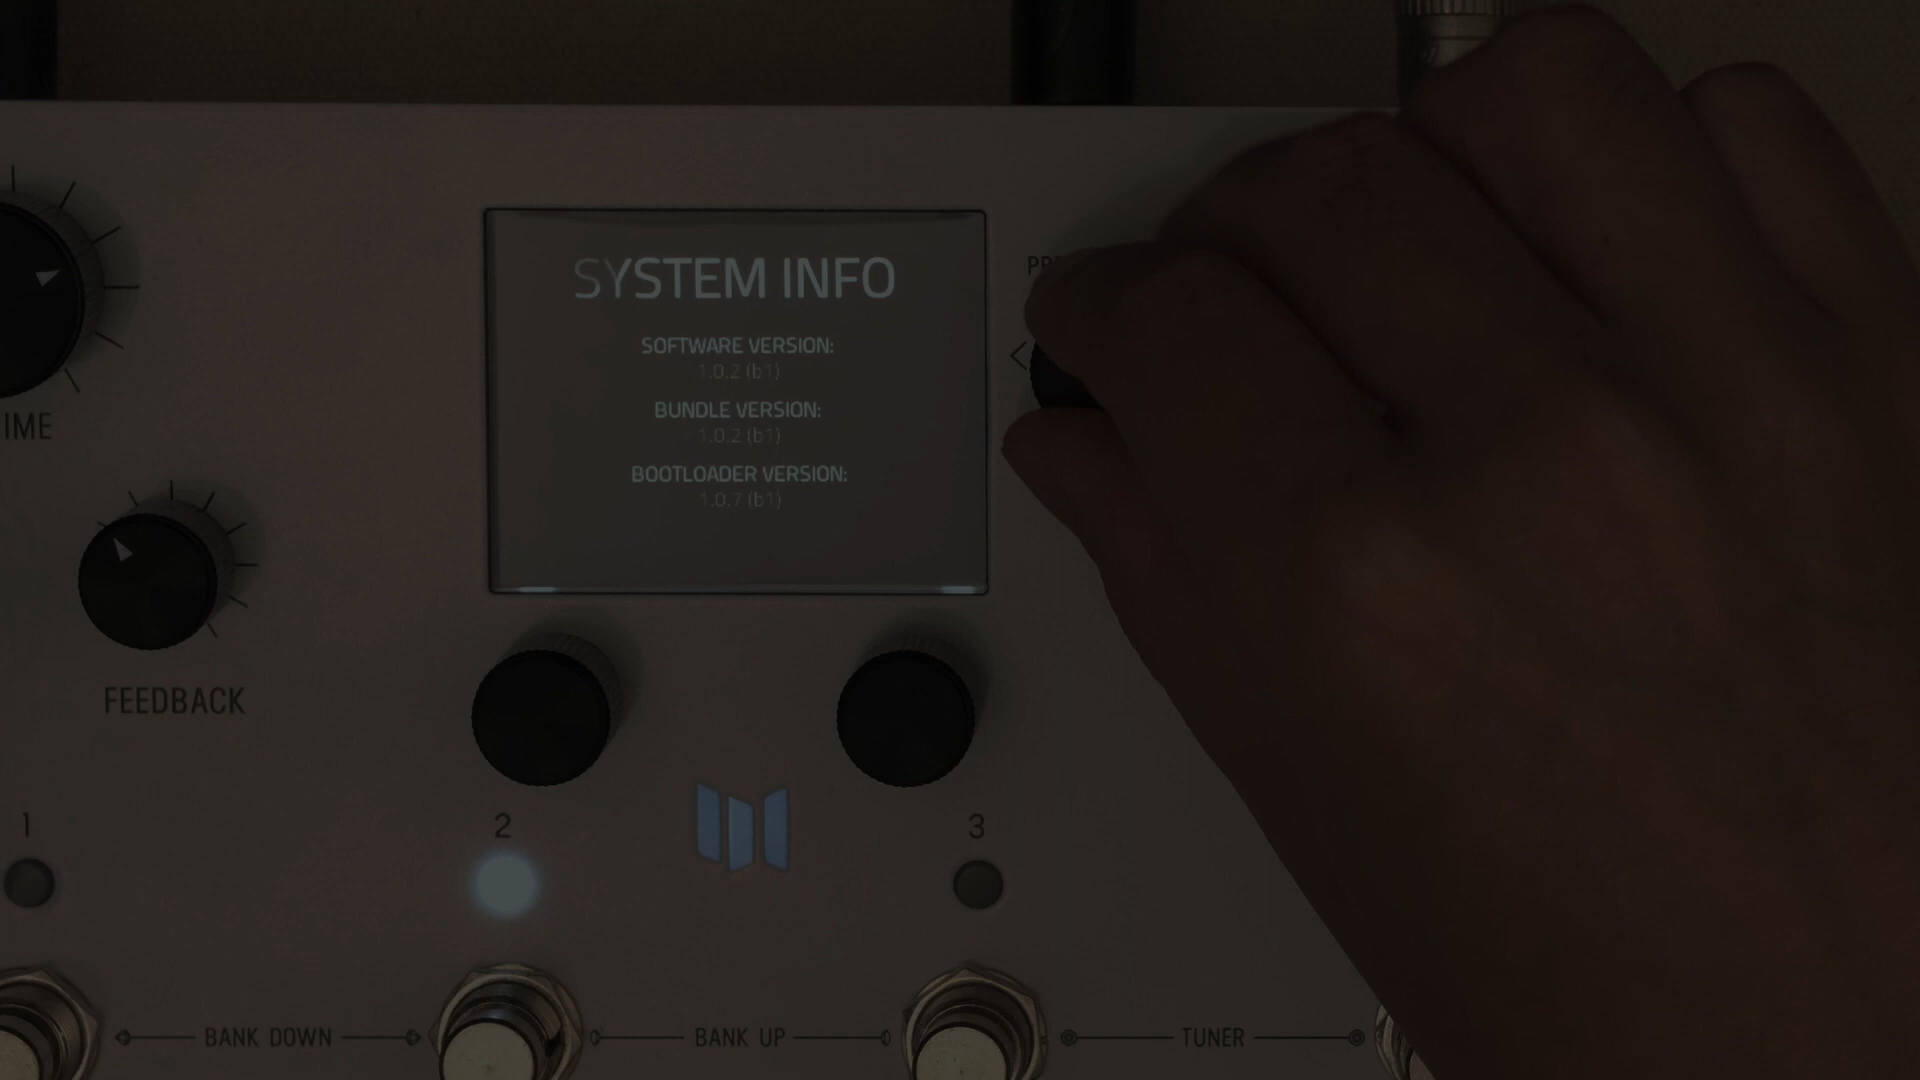 SYSTEM INFO
SOFTWARE VERSION:
1.0.2 (b1)
BUNDLE VERSION:
1.0.2 (b1)
BOOTLOADER VERSION:
1.0.7 (b1)
IME
FEEDBACK
1
2
3
BANK DOWN
BANK UP
TUNER